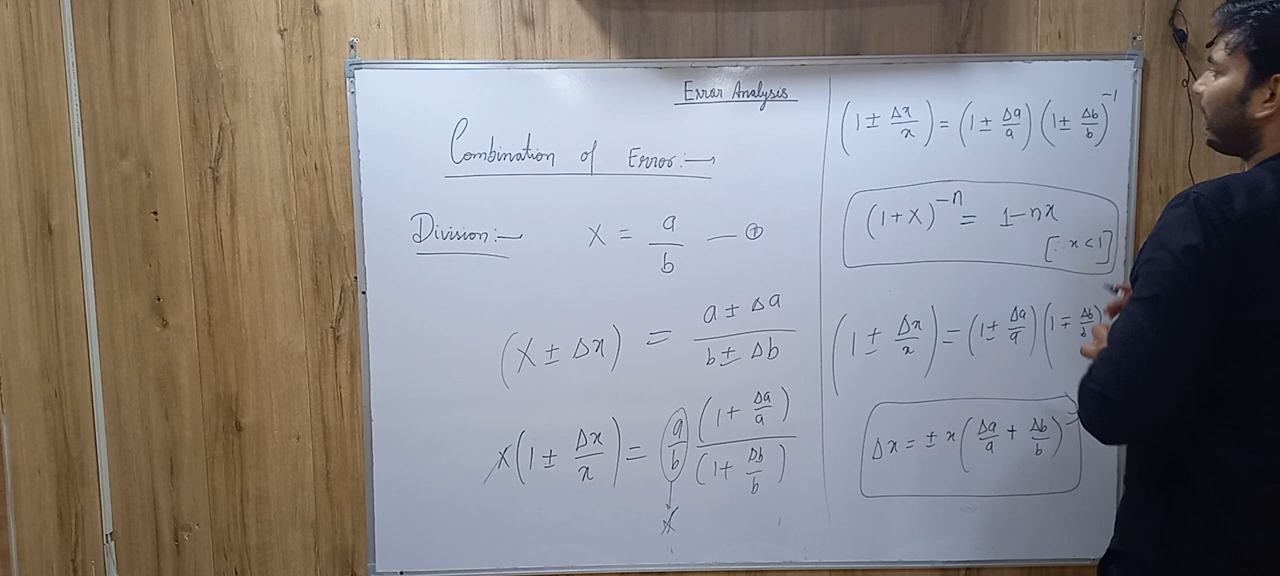 Error Analysis
Combination of Error:→
Division:→ x = a/b — ⊕
(x ± Δx) = (a ± Δa)/(b ± Δb)
x(1 ± Δx/x) = (a/b) (1 + Δa/a)/(1 + Δb/b)
x
(1 ± Δx/x) = (1 ± Δa/a) (1 ± Δb/b)^-1
(1 + x)^-n = 1 - nx
[∵ x < 1]
(1 ± Δx/x) = (1 ± Δa/a) (1 ∓ Δb/b)
Δx = ± x (Δa/a + Δb/b)